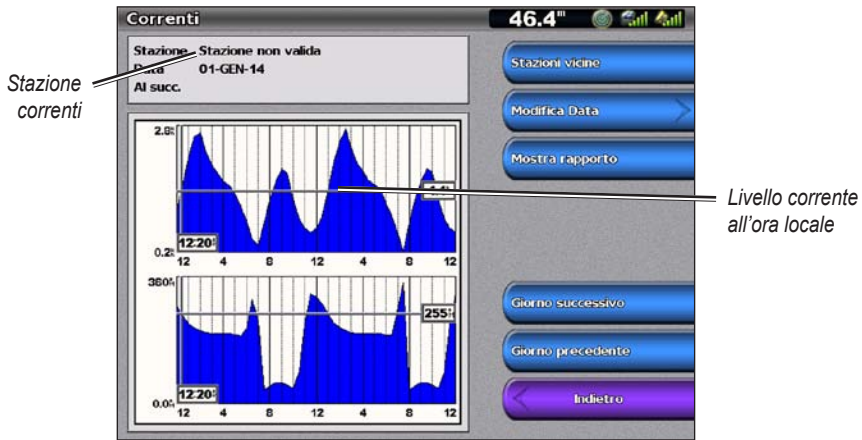 Correnti
46.4"
Stazione Stazione non valida
Data 01-GEN-14
Al succ.
Stazione correnti
Stazioni vicine
Modifica Data
Mostra rapporto
2.8
0.2
12:20
12 4 8 12 4 8 12
Livello corrente all'ora locale
360
255
0.0
12:20
12 4 8 12 4 8 12
Giorno successivo
Giorno precedente
Indietro